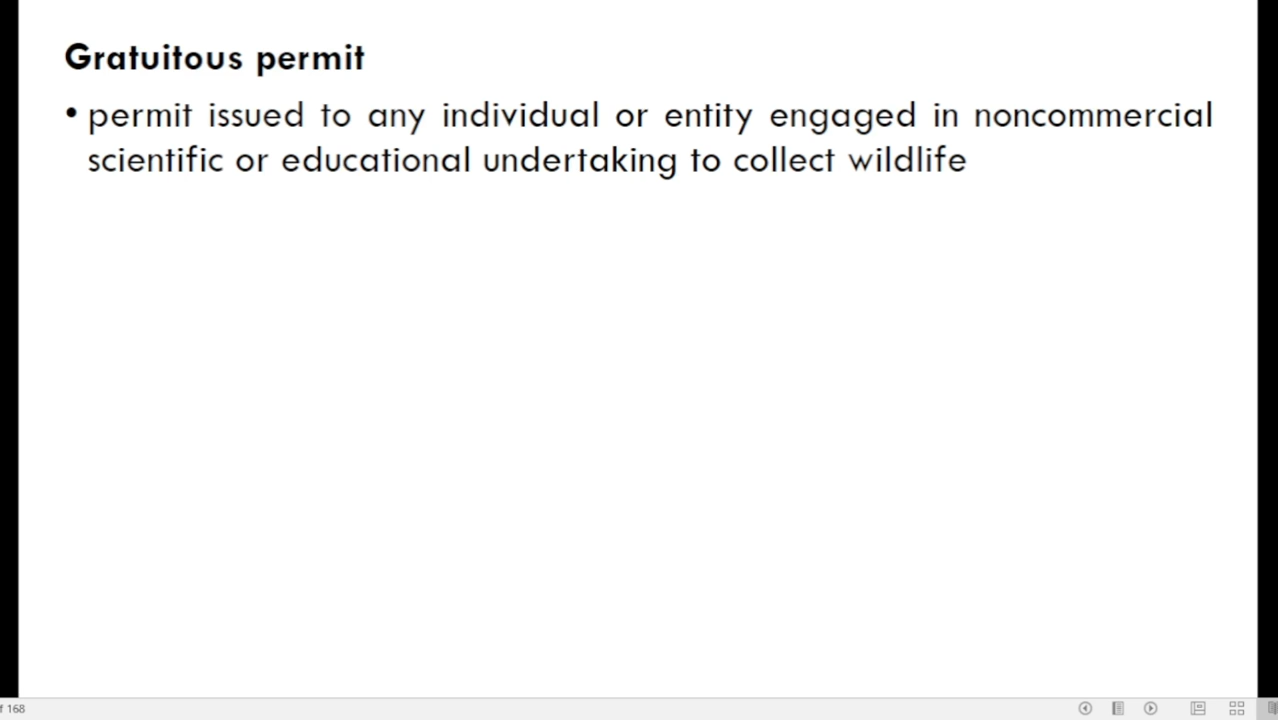 Gratuitous permit
• permit issued to any individual or entity engaged in noncommercial
scientific or educational undertaking to collect wildlife
f 168